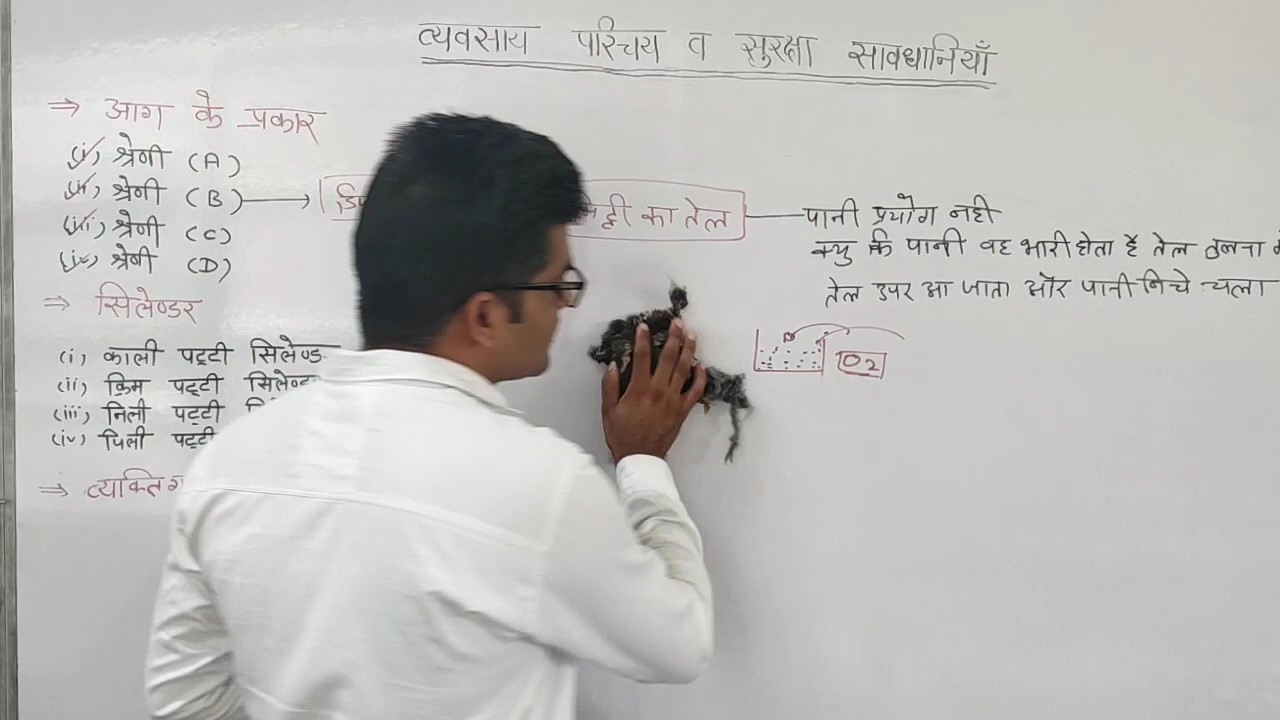 व्यवसाय परिचय व सुरक्षा सावधानियाँ
⇒ आग के प्रकार
(i) श्रेणी (A)
(ii) श्रेणी (B) → का तेल — पानी प्रयोग नही
क्यु कि पानी वह भारी होता है तेल तुलना
तेल उपर आ जाता और पानी निचे चला
(iii) श्रेणी (C)
(iv) श्रेणी (D)
O2
⇒ सिलेण्डर
(i) काली पट्टी सिलेण्ड
(ii) क्रिम पट्टी
(iii) निली पट्टी
(iv) पिली पट्टी
⇒